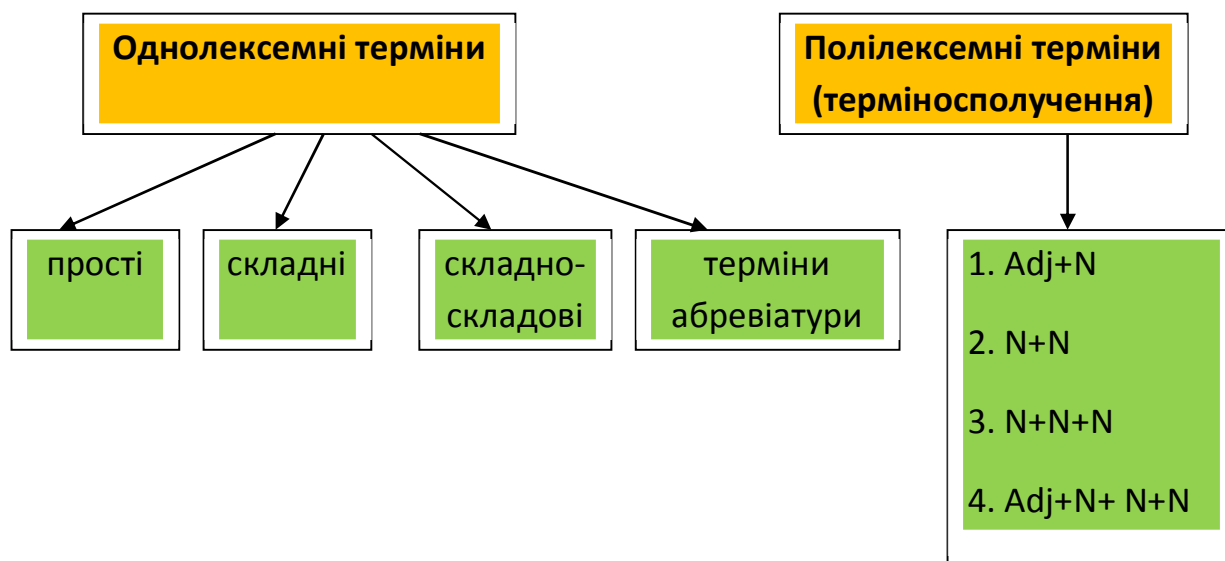 Однолексемні терміни
Полілексемні терміни
(терміносполучення)
прості
складні
складно-
складові
терміни
абревіатури
1. Adj+N
2. N+N
3. N+N+N
4. Adj+N+ N+N